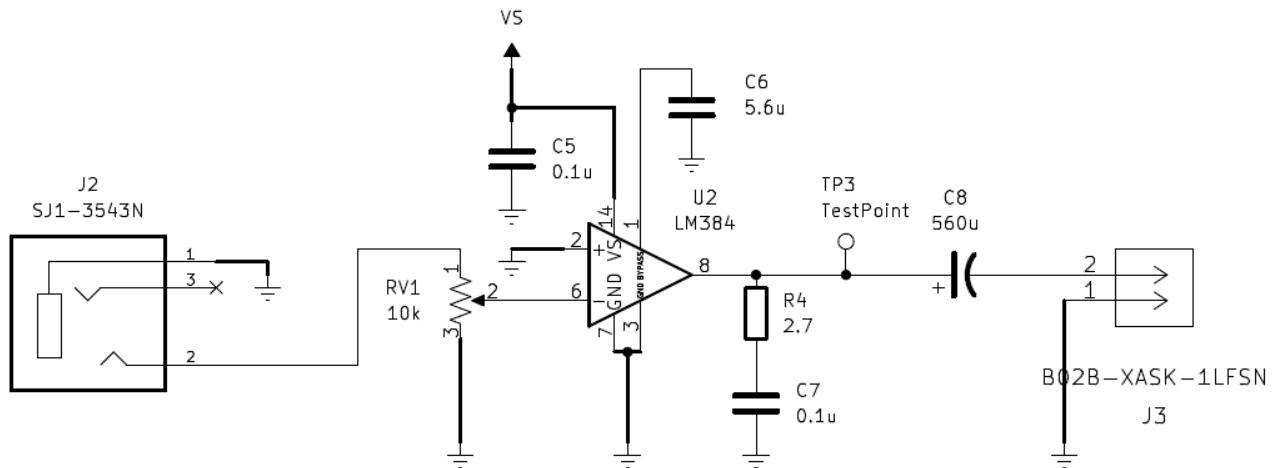 VS
C6
5.6u
C5
0.1u
J2
SJ1-3543N
U2
LM384
TP3
TestPoint
C8
560u
14
1
2
+
VS
GND BYPASS
GND
6
−
7
3
8
1
3
2
RV1
10k
1
2
3
R4
2.7
C7
0.1u
+
2
1
B02B-XASK-1LFSN
J3